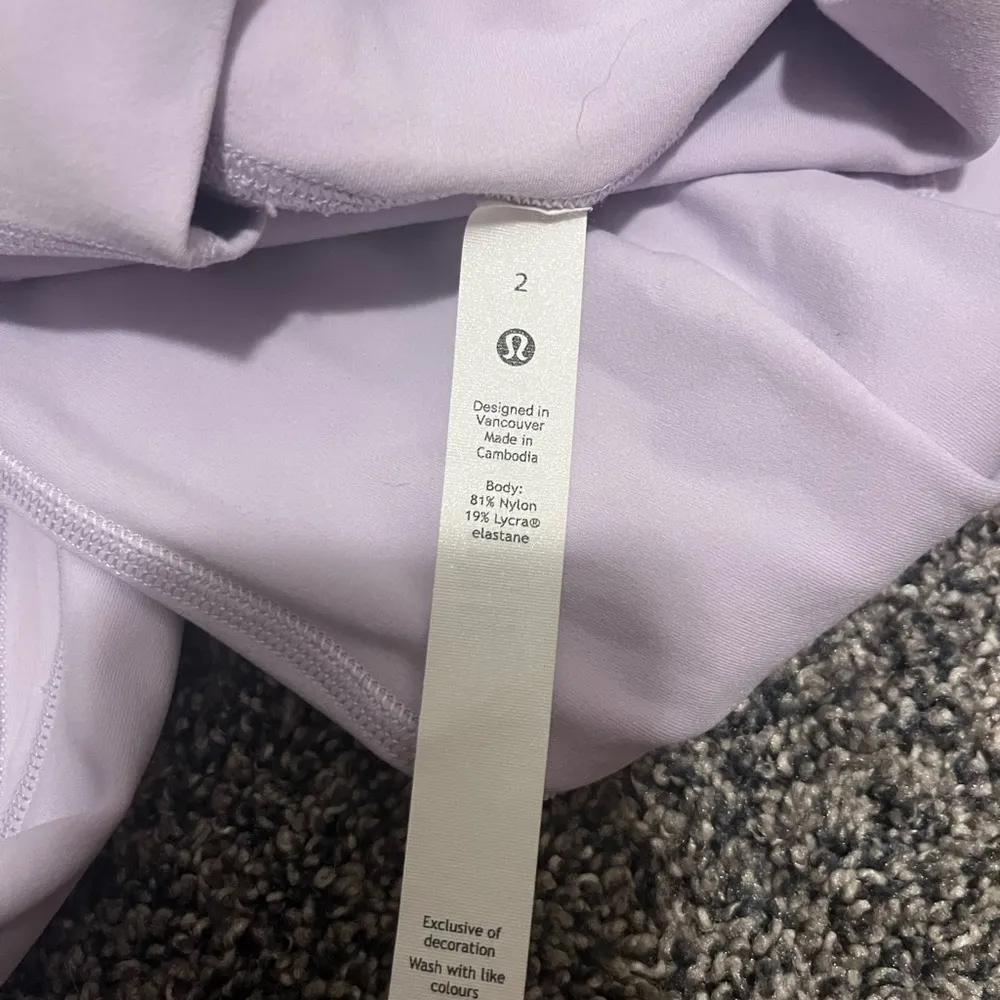 2
Designed in
Vancouver
Made in
Cambodia
Body:
81% Nylon
19% Lycra®
elastane
Exclusive of
decoration
Wash with like
colours